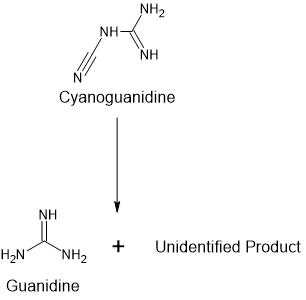 NH2
NH
NH
N
Cyanoguanidine
NH
H2N
NH2
+ Unidentified Product
Guanidine